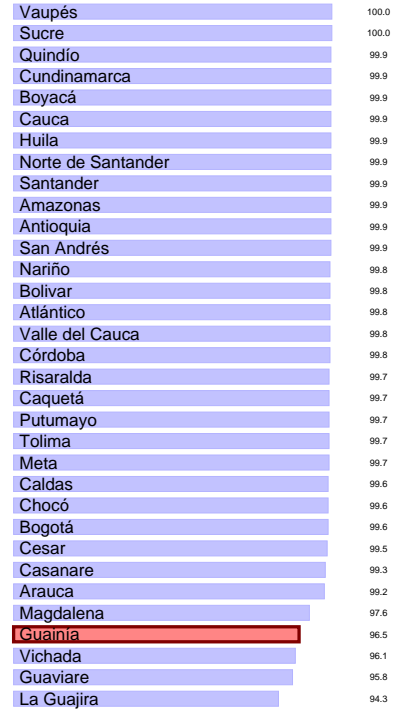 Vaupés 100.0
Sucre 100.0
Quindío 99.9
Cundinamarca 99.9
Boyacá 99.9
Cauca 99.9
Huila 99.9
Norte de Santander 99.9
Santander 99.9
Amazonas 99.9
Antioquia 99.9
San Andrés 99.9
Nariño 99.8
Bolivar 99.8
Atlántico 99.8
Valle del Cauca 99.8
Córdoba 99.8
Risaralda 99.7
Caquetá 99.7
Putumayo 99.7
Tolima 99.7
Meta 99.7
Caldas 99.6
Chocó 99.6
Bogotá 99.6
Cesar 99.5
Casanare 99.3
Arauca 99.2
Magdalena 97.6
Guainía 96.5
Vichada 96.1
Guaviare 95.8
La Guajira 94.3